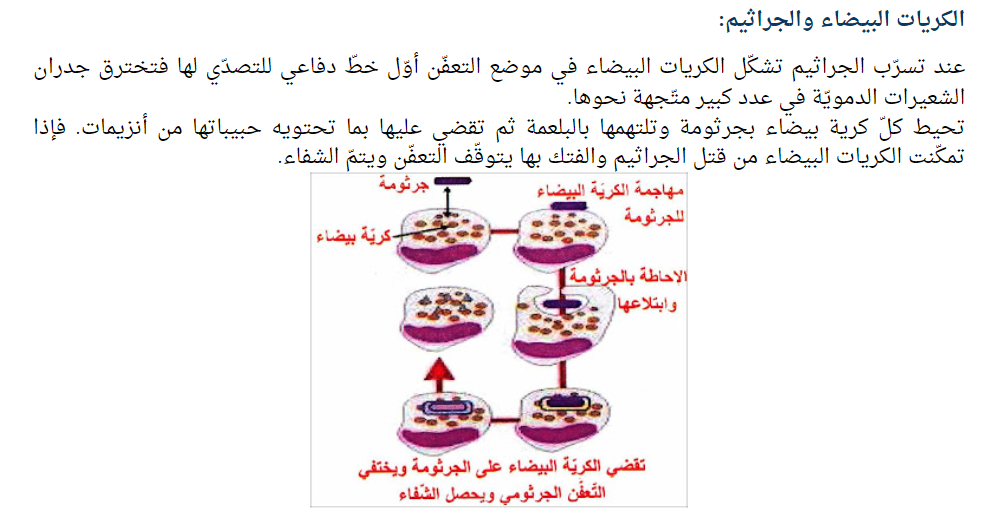 الكريات البيضاء والجراثيم:
عند تسرّب الجراثيم تشكّل الكريات البيضاء في موضع التعفّن أوّل خطّ دفاعي للتصدّي لها فتخترق جدران
الشعيرات الدمويّة في عدد كبير متّجهة نحوها.
تحيط كلّ كرية بيضاء بجرثومة وتلتهمها بالبلعمة ثم تقضي عليها بما تحتويه حبيباتها من أنزيمات. فإذا
تمكّنت الكريات البيضاء من قتل الجراثيم والفتك بها يتوقّف التعفّن ويتمّ الشفاء.
مهاجمة الكريّة البيضاء
للجرثومة
جرثومة
كريّة بيضاء
الاحاطة بالجرثومة
وابتلاعها
تقضي الكريّة البيضاء على الجرثومة ويختفي
التّعفّن الجرثومي ويحصل الشّفاء